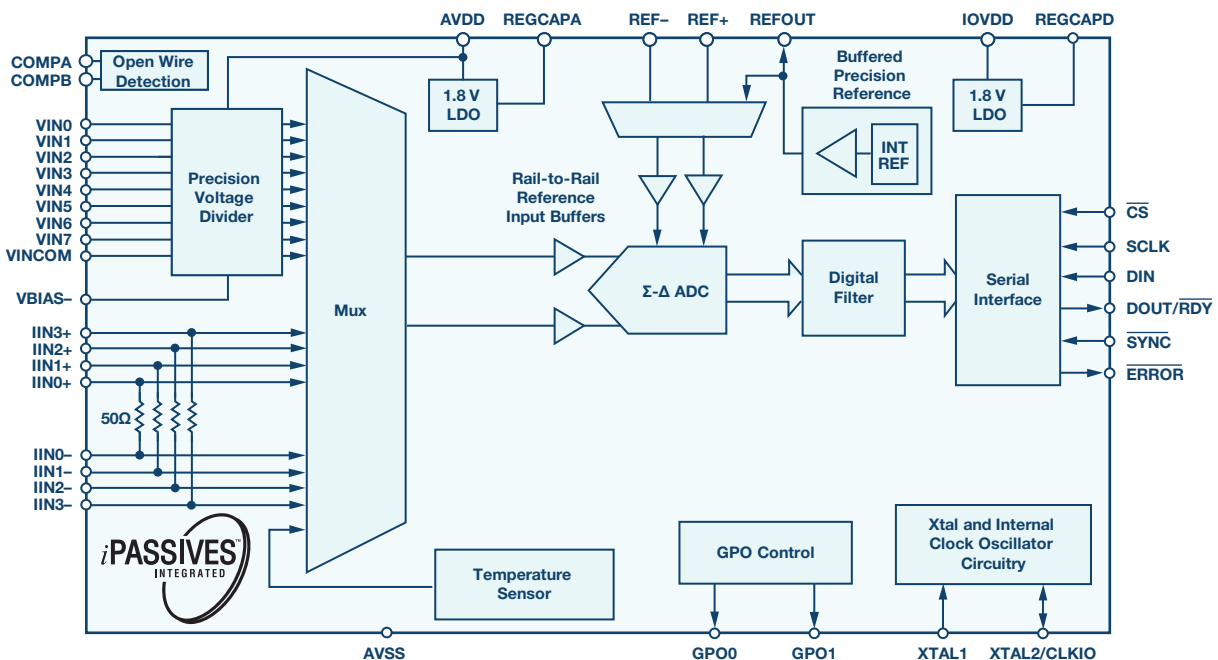 AVDD
REGCAPA
REF–
REF+
REFOUT
IOVDD
REGCAPD
COMPA
COMPB
Open Wire
Detection
1.8 V
LDO
Buffered
Precision
Reference
INT
REF
1.8 V
LDO
VIN0
VIN1
VIN2
VIN3
VIN4
VIN5
VIN6
VIN7
VINCOM
VBIAS–
Precision
Voltage
Divider
Rail-to-Rail
Reference
Input Buffers
Mux
Σ-Δ ADC
Digital
Filter
Serial
Interface
CS
SCLK
DIN
DOUT/RDY
SYNC
ERROR
IIN3+
IIN2+
IIN1+
IIN0+
50Ω
IIN0–
IIN1–
IIN2–
IIN3–
iPASSIVES™
INTEGRATED
Temperature
Sensor
GPO Control
Xtal and Internal
Clock Oscillator
Circuitry
AVSS
GPO0
GPO1
XTAL1
XTAL2/CLKIO